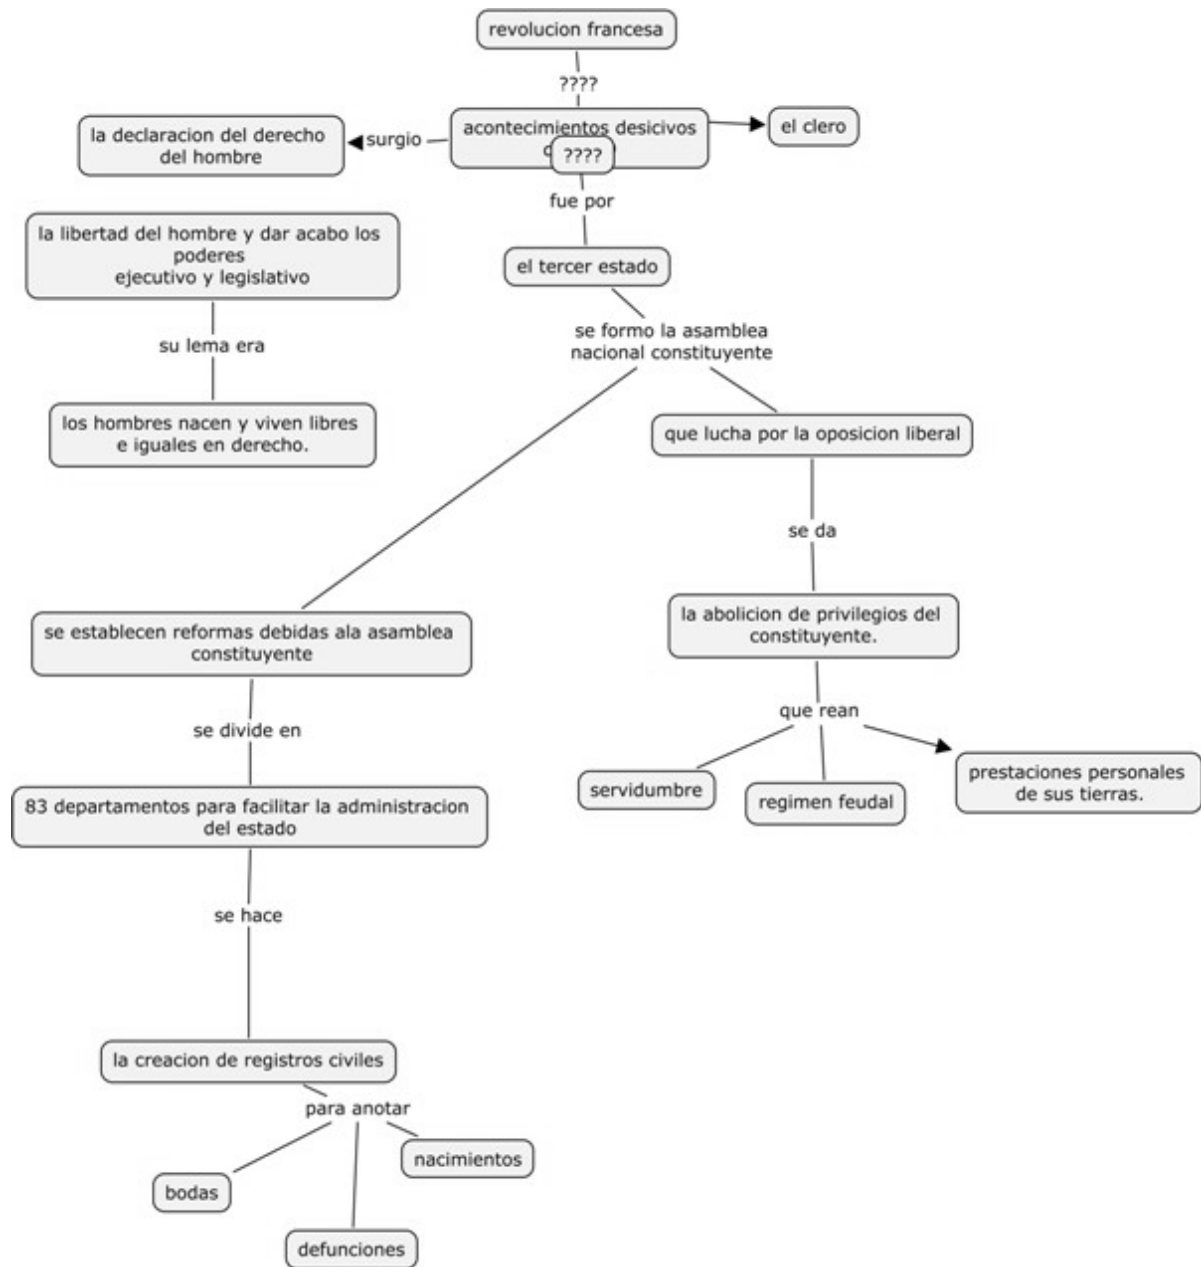 revolucion francesa
????
la declaracion del derecho
del hombre
surgio
acontecimientos desicivos
????
el clero
fue por
la libertad del hombre y dar acabo los
poderes
ejecutivo y legislativo
el tercer estado
su lema era
se formo la asamblea
nacional constituyente
los hombres nacen y viven libres
e iguales en derecho.
que lucha por la oposicion liberal
se da
se establecen reformas debidas ala asamblea
constituyente
la abolicion de privilegios del
constituyente.
se divide en
que rean
servidumbre
regimen feudal
prestaciones personales
de sus tierras.
83 departamentos para facilitar la administracion
del estado
se hace
la creacion de registros civiles
para anotar
nacimientos
bodas
defunciones